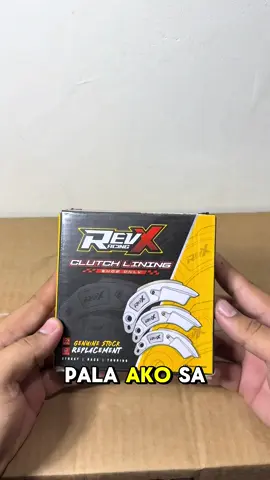 REVX
RACING
CLUTCH LINING
SHOE ONLY
GENUINE STOCK
REPLACEMENT
STREET / RACE / TOURING
PALA AKO SA